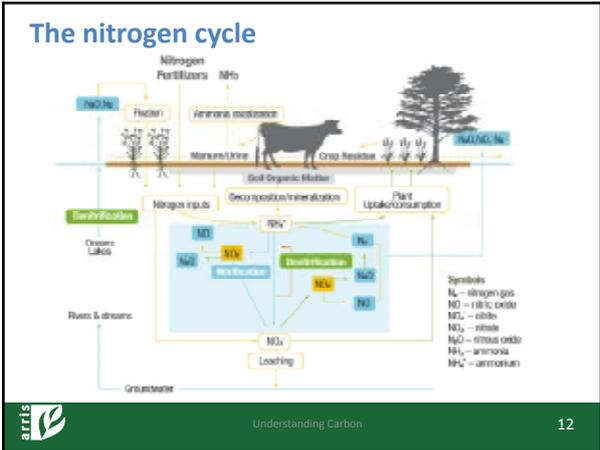 The nitrogen cycle
Nitrogen
Fertilizers NH₃
N₂O, N₂
Fixation
Ammonia volatilization
Manure/Urine
Crop Residue
N₂O, NO, N₂
Soil Organic Matter
Nitrogen inputs
Decomposition/mineralization
Plant
Uptake/consumption
NH₄⁺
Denitrification
Oceans
Lakes
NO
NO₂⁻
N₂O
Nitrification
Denitrification
N₂
N₂O
NO₂⁻
NO
NO₃⁻
Leaching
Rivers & streams
Groundwater
Symbols
N₂ – nitrogen gas
NO – nitric oxide
NO₂⁻ – nitrite
NO₃⁻ – nitrate
N₂O – nitrous oxide
NH₃ – ammonia
NH₄⁺ – ammonium
arris
Understanding Carbon
12